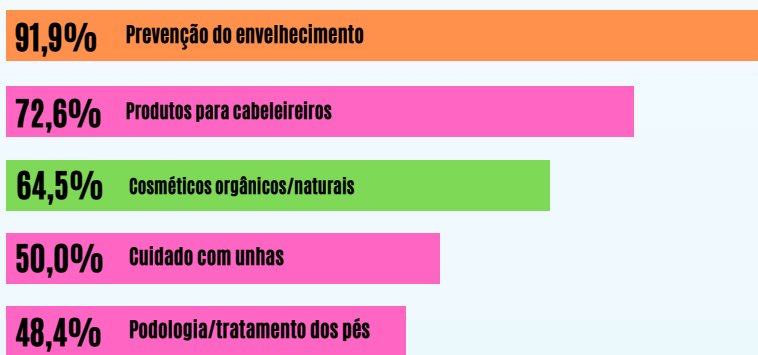 91,9% Prevenção do envelhecimento
72,6% Produtos para cabeleireiros
64,5% Cosméticos orgânicos/naturais
50,0% Cuidado com unhas
48,4% Podologia/tratamento dos pés